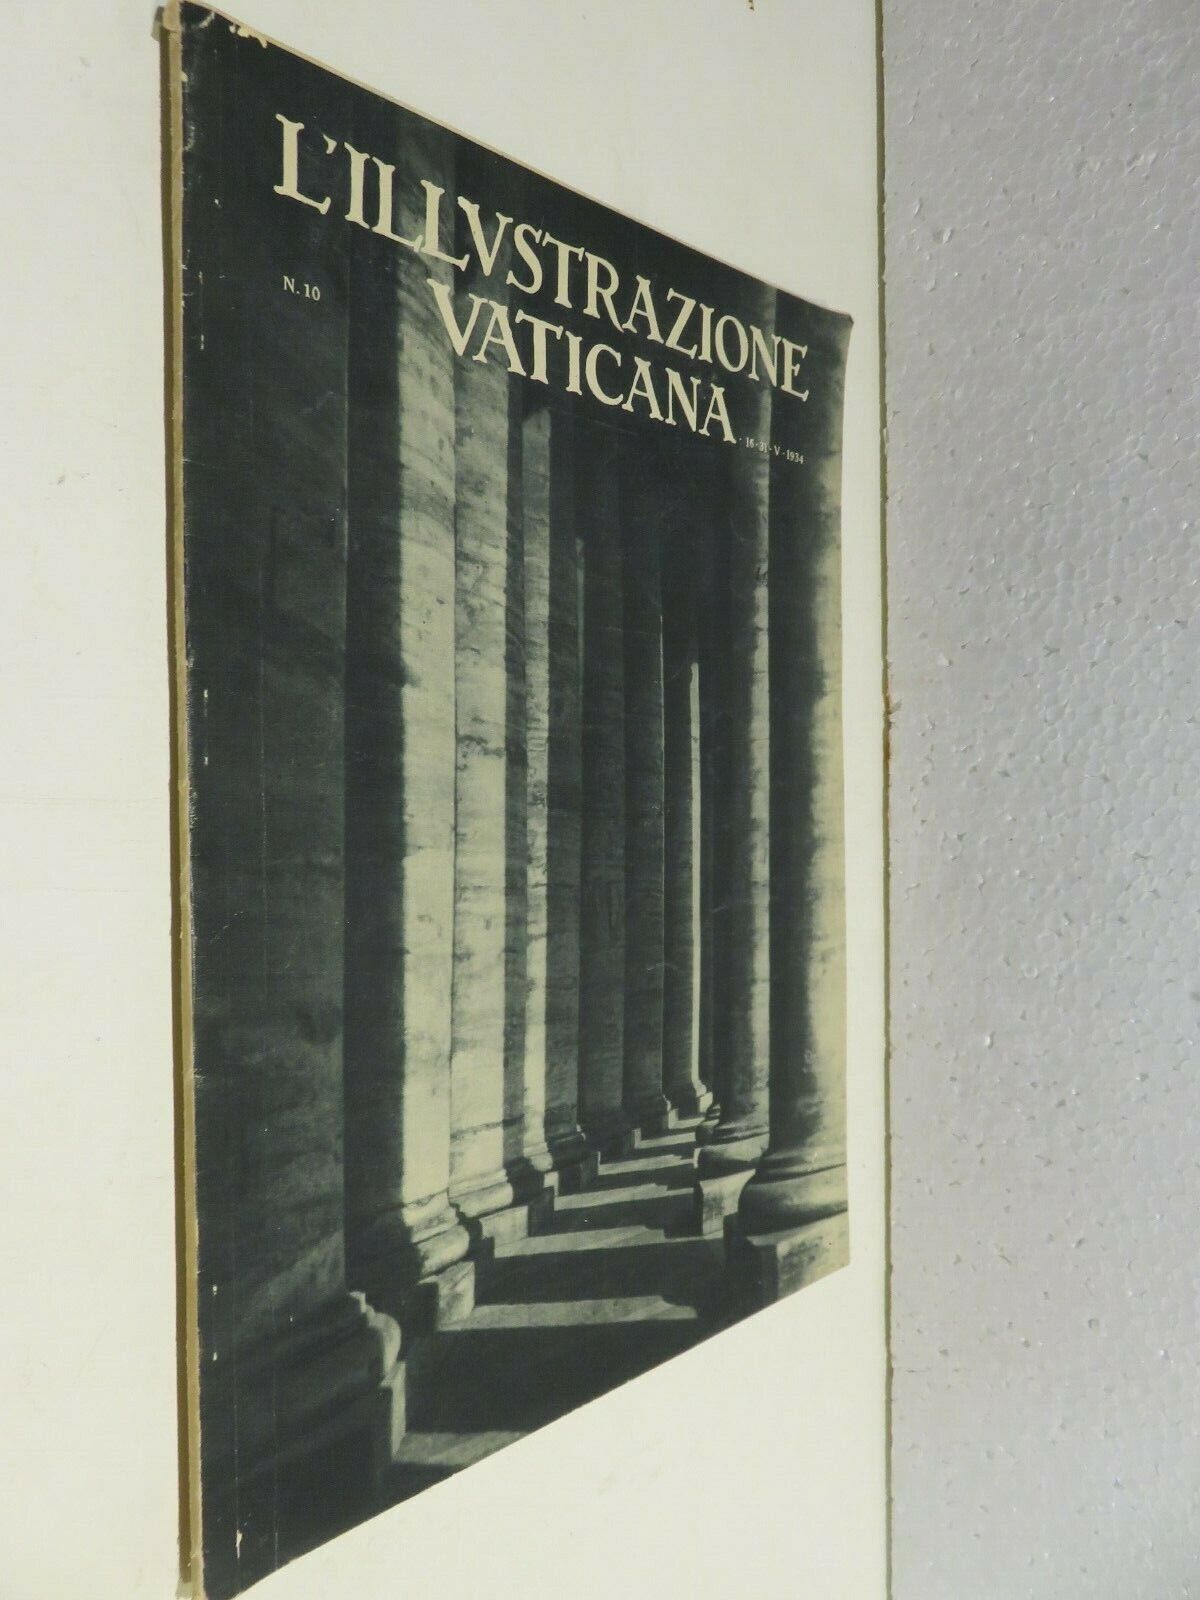 L'ILLVSTRAZIONE
VATICANA
N. 10
· 16-31-V-1934